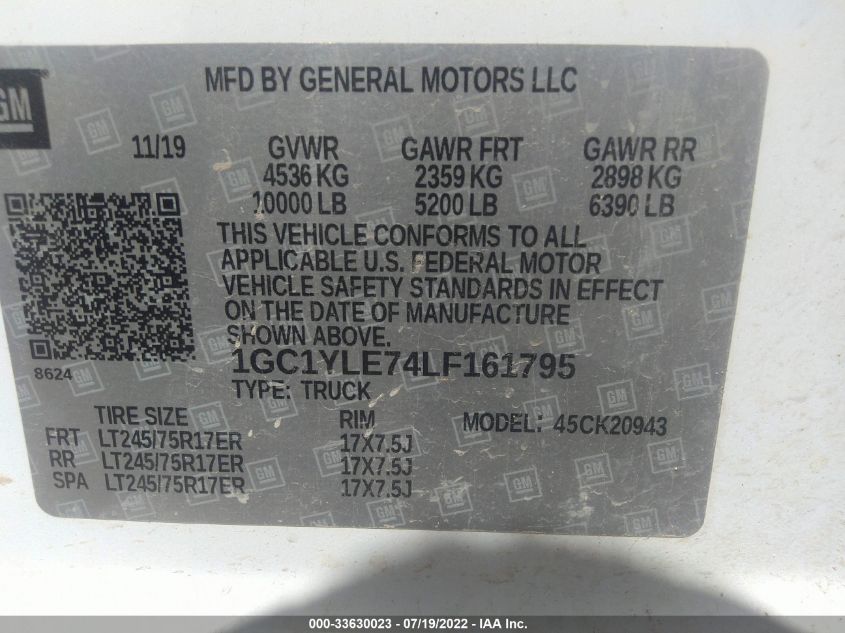 GM
MFD BY GENERAL MOTORS LLC
11/19 GVWR GAWR FRT GAWR RR
4536 KG 2359 KG 2898 KG
10000 LB 5200 LB 6390 LB
THIS VEHICLE CONFORMS TO ALL
APPLICABLE U.S. FEDERAL MOTOR
VEHICLE SAFETY STANDARDS IN EFFECT
ON THE DATE OF MANUFACTURE
SHOWN ABOVE.
1GC1YLE74LF161795
8624
TYPE: TRUCK
TIRE SIZE RIM MODEL: 45CK20943
FRT LT245/75R17ER 17X7.5J
RR LT245/75R17ER 17X7.5J
SPA LT245/75R17ER 17X7.5J
000-33630023 - 07/19/2022 - IMPACT Auto Auctions Inc.